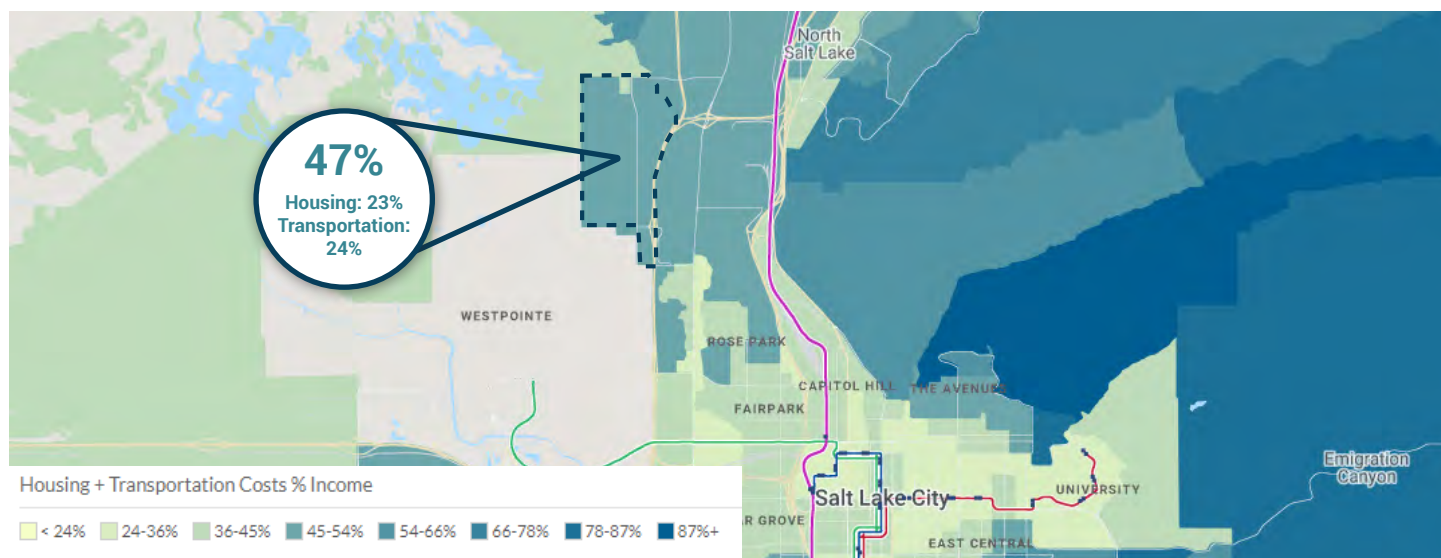 North
Salt Lake
47%
Housing: 23%
Transportation:
24%
WESTPOINTE
ROSE PARK
CAPITOL HILL
THE AVENUES
FAIRPARK
Emigration
Canyon
Housing + Transportation Costs % Income
Salt Lake City
UNIVERSITY
AR GROVE
< 24%
24-36%
36-45%
45-54%
54-66%
66-78%
78-87%
87%+
EAST CENTRAL